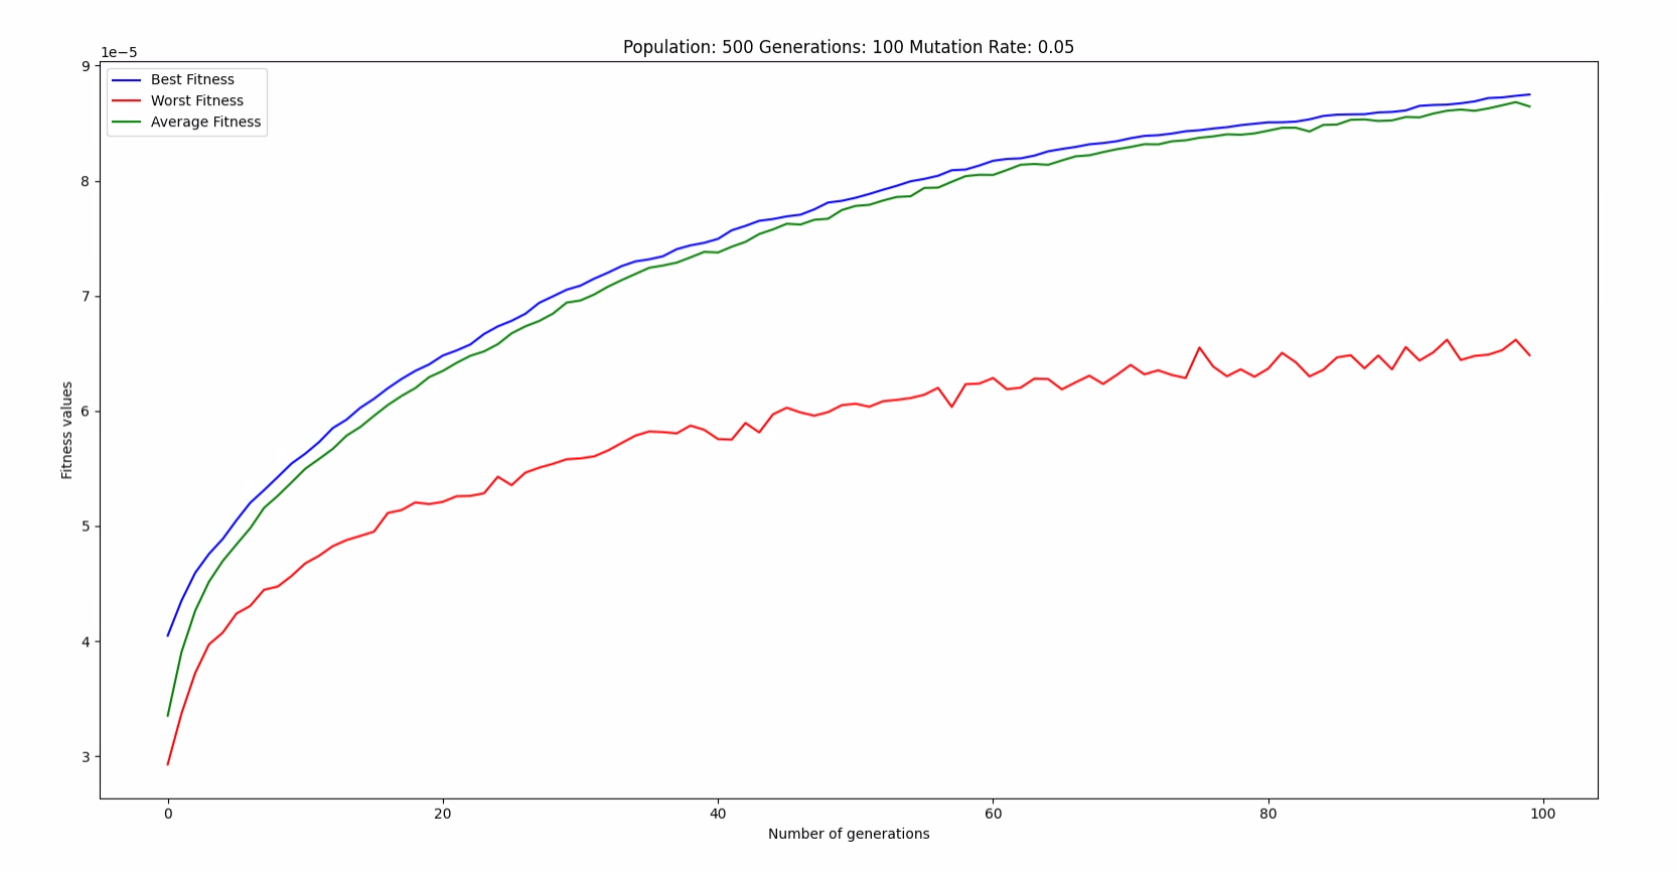 Population: 500 Generations: 100 Mutation Rate: 0.05
1e−5
Best Fitness
Worst Fitness
Average Fitness
9
8
7
6
5
4
3
Fitness values
0 20 40 60 80 100
Number of generations